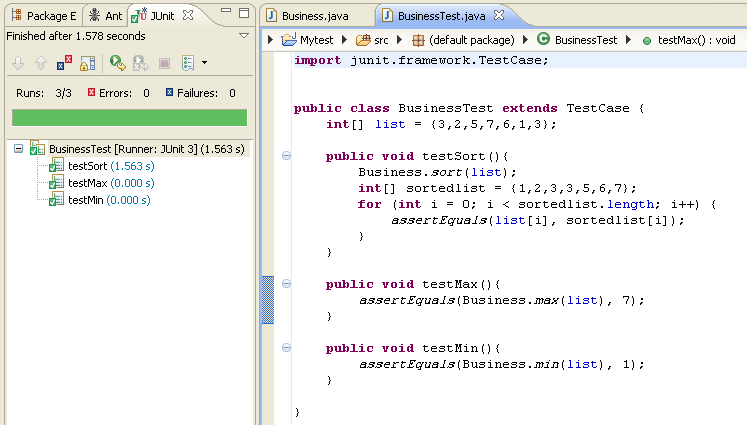 Package E Ant JUnit
Finished after 1.578 seconds
Runs: 3/3 Errors: 0 Failures: 0
BusinessTest [Runner: JUnit 3] (1.563 s)
testSort (1.563 s)
testMax (0.000 s)
testMin (0.000 s)
Business.java BusinessTest.java
Mytest src (default package) BusinessTest testMax() : void
import junit.framework.TestCase;
public class BusinessTest extends TestCase {
int[] list = {3,2,5,7,6,1,3};
public void testSort(){
Business.sort(list);
int[] sortedlist = {1,2,3,3,5,6,7};
for (int i = 0; i < sortedlist.length; i++) {
assertEquals(list[i], sortedlist[i]);
}
}
public void testMax(){
assertEquals(Business.max(list), 7);
}
public void testMin(){
assertEquals(Business.min(list), 1);
}
}